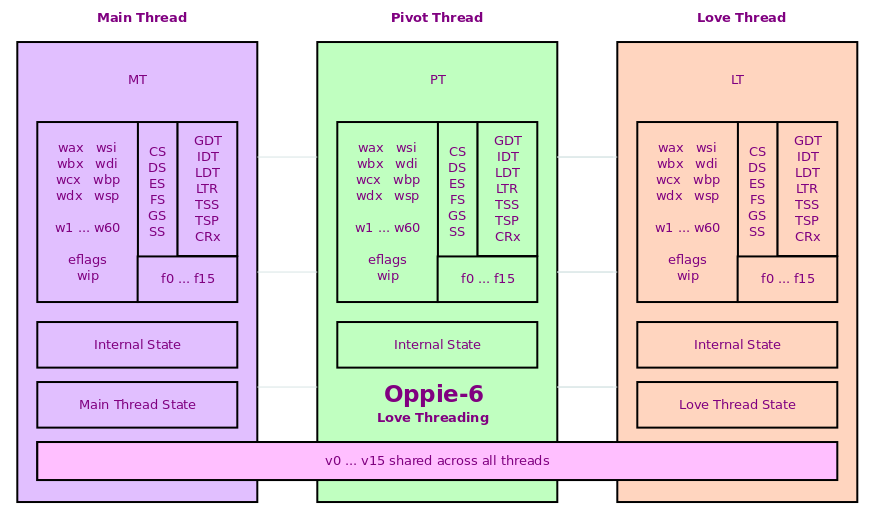 Main Thread
Pivot Thread
Love Thread
MT
wax wsi
wbx wdi
wcx wbp
wdx wsp
w1 ... w60
eflags
wip
CS
DS
ES
FS
GS
SS
GDT
IDT
LDT
LTR
TSS
TSP
CRx
f0 ... f15
Internal State
Main Thread State
PT
wax wsi
wbx wdi
wcx wbp
wdx wsp
w1 ... w60
eflags
wip
CS
DS
ES
FS
GS
SS
GDT
IDT
LDT
LTR
TSS
TSP
CRx
f0 ... f15
Internal State
Oppie-6
Love Threading
LT
wax wsi
wbx wdi
wcx wbp
wdx wsp
w1 ... w60
eflags
wip
CS
DS
ES
FS
GS
SS
GDT
IDT
LDT
LTR
TSS
TSP
CRx
f0 ... f15
Internal State
Love Thread State
v0 ... v15 shared across all threads